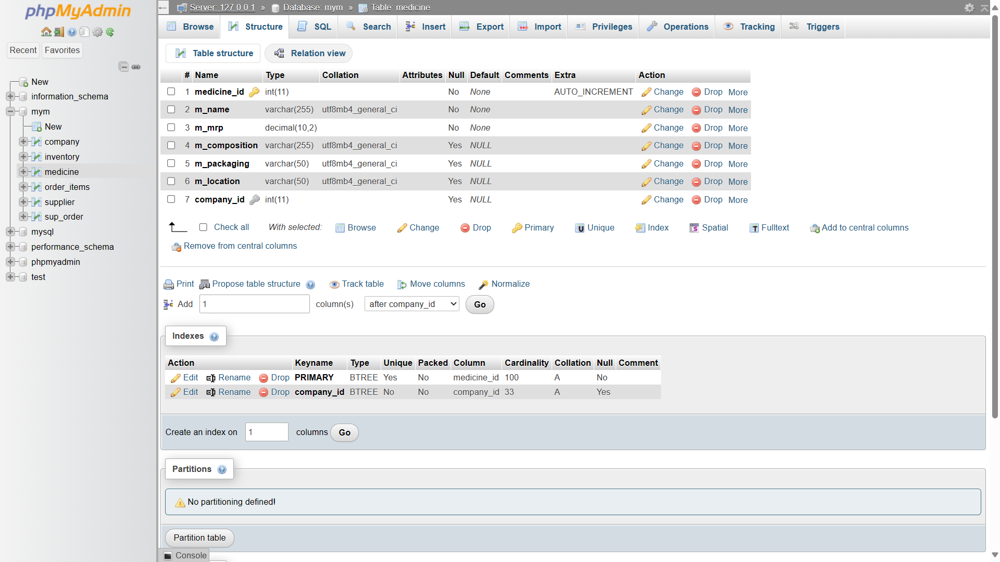 phpMyAdmin
Recent Favorites
New
information_schema
mym
New
company
inventory
medicine
order_items
supplier
sup_order
mysql
performance_schema
phpmyadmin
test
Server: 127.0.0.1 » Database: mym » Table: medicine
Browse Structure SQL Search Insert Export Import Privileges Operations Tracking Triggers
Table structure Relation view
# Name Type Collation Attributes Null Default Comments Extra Action
1 medicine_id int(11) No None AUTO_INCREMENT Change Drop More
2 m_name varchar(255) utf8mb4_general_ci No None Change Drop More
3 m_mrp decimal(10,2) No None Change Drop More
4 m_composition varchar(255) utf8mb4_general_ci Yes NULL Change Drop More
5 m_packaging varchar(50) utf8mb4_general_ci Yes NULL Change Drop More
6 m_location varchar(50) utf8mb4_general_ci Yes NULL Change Drop More
7 company_id int(11) Yes NULL Change Drop More
Check all With selected: Browse Change Drop Primary Unique Index Spatial Fulltext Add to central columns
Remove from central columns
Print Propose table structure Track table Move columns Normalize
Add 1 column(s) after company_id Go
Indexes
Action Keyname Type Unique Packed Column Cardinality Collation Null Comment
Edit Rename Drop PRIMARY BTREE Yes No medicine_id 100 A No
Edit Rename Drop company_id BTREE No No company_id 33 A Yes
Create an index on 1 columns Go
Partitions
No partitioning defined!
Partition table
Console